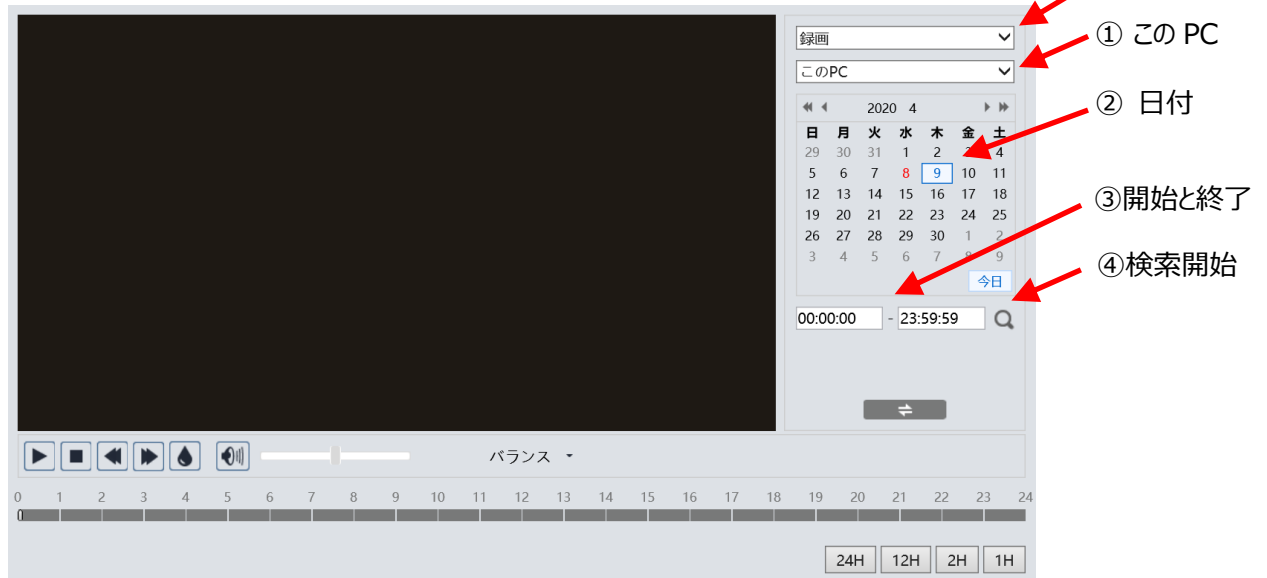 録画
① この PC
このPC
2020 4
② 日付
日 月 火 水 木 金 土
29 30 31 1 2 3 4
5 6 7 8 9 10 11
12 13 14 15 16 17 18
③開始と終了
19 20 21 22 23 24 25
26 27 28 29 30 1 2
3 4 5 6 7 8 9
④検索開始
今日
00:00:00 - 23:59:59
バランス
0 1 2 3 4 5 6 7 8 9 10 11 12 13 14 15 16 17 18 19 20 21 22 23 24
24H 12H 2H 1H